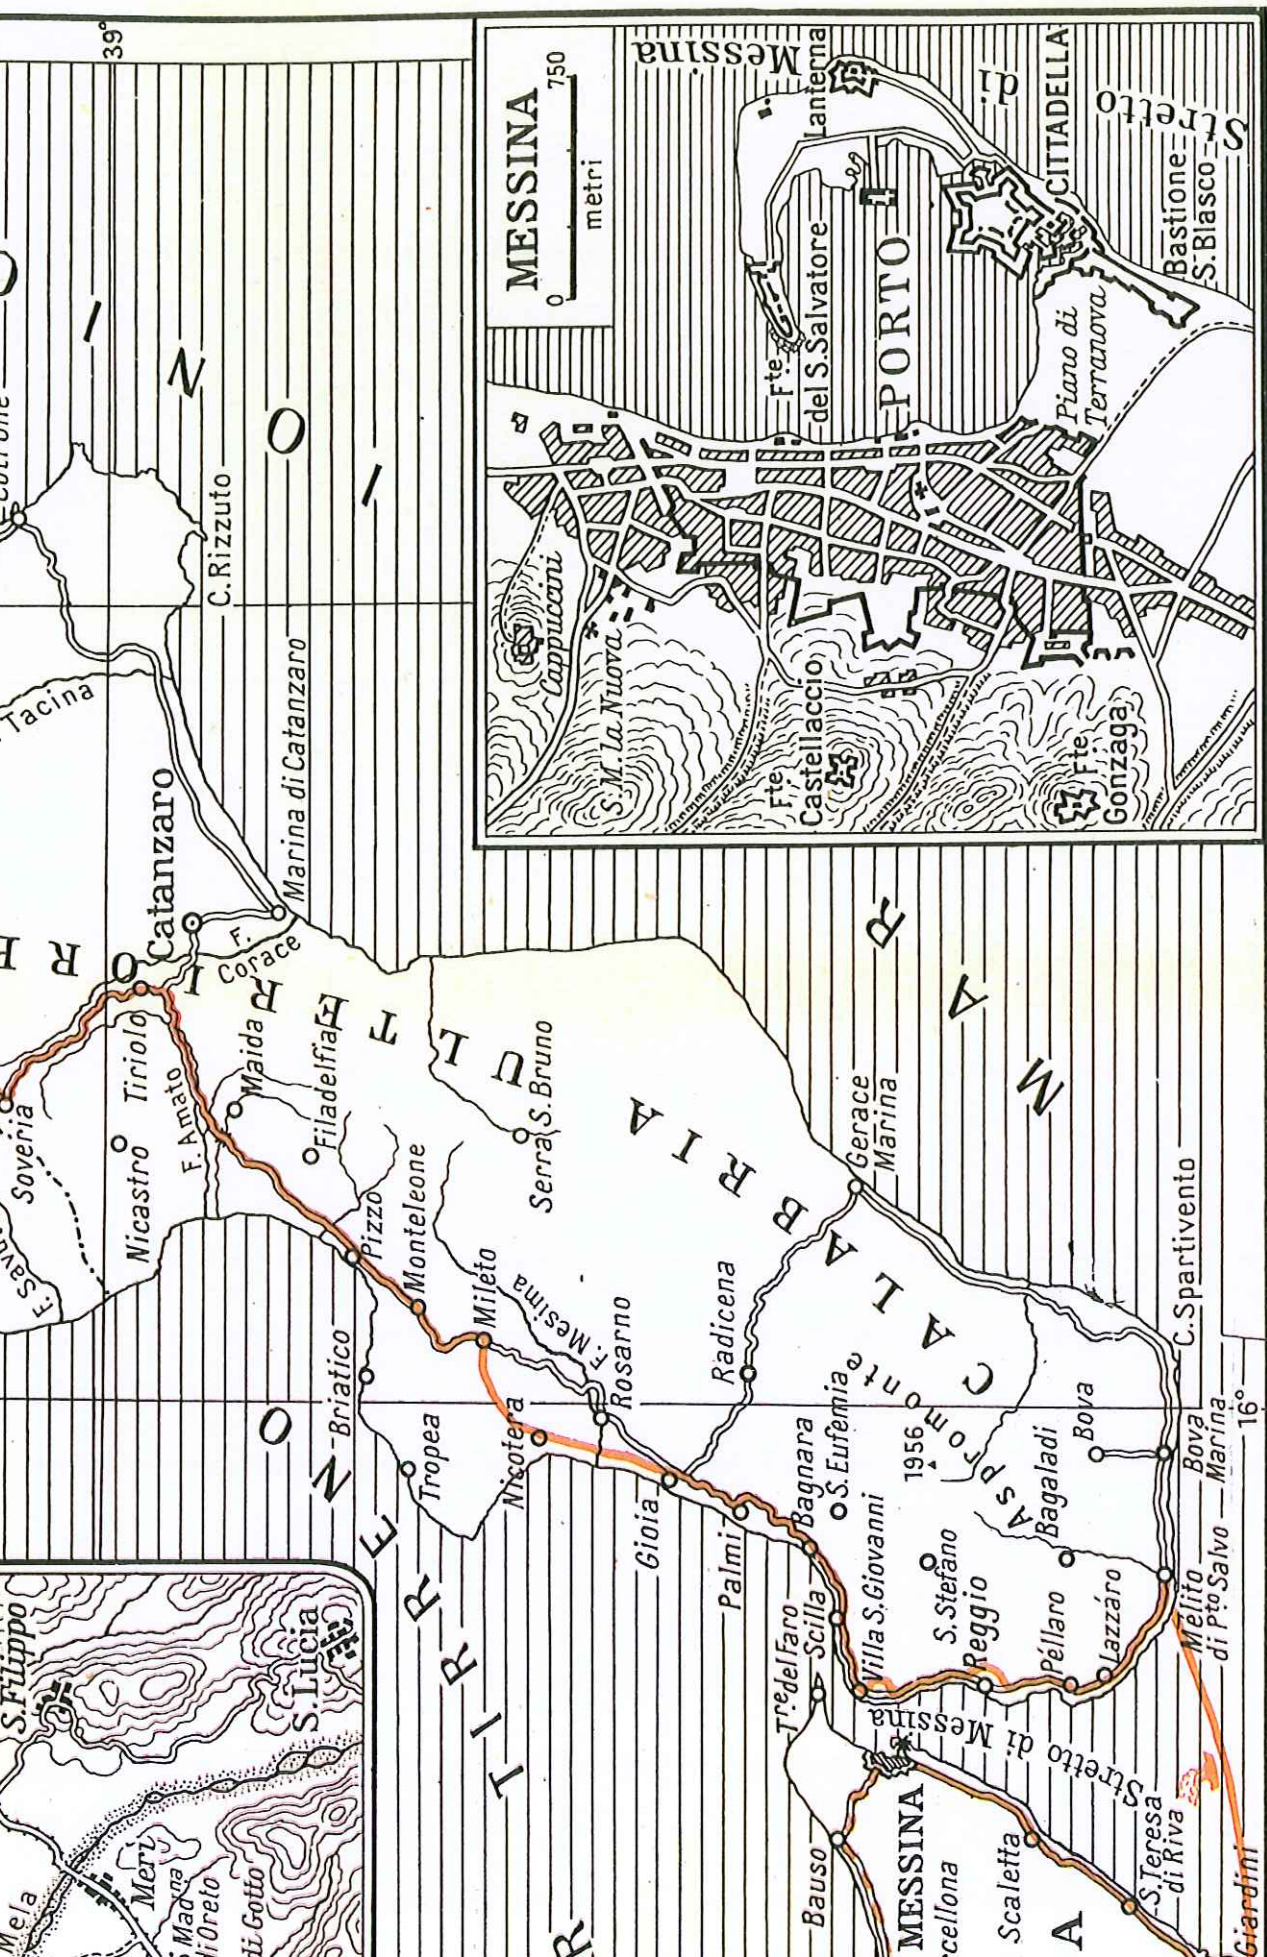 39°
MESSINA
0
750
metri
Stretto
di
Messina
Lanterna
CITTADELLA
Bastione
S. Blasco
Fte
del S. Salvatore
PORTO
Piano di
Terranova
Cappuccini
S. M. la Nuova
Fte
Castellaccio
Fte
Gonzaga
I
N
O
I
MAR
C. Rizzuto
Tacina
Marina di Catanzaro
Catanzaro
F.
Corace
Tiriolo
Soveria
Nicastro
F. Amato
Maida
Filadelfia
Serra S. Bruno
CALABRIA
ULTERIORE
Pizzo
Monteleone
Mileto
F. Mesima
Rosarno
Briatico
Tropea
Nicotera
Gioia
Palmi
Radicena
Gerace
Marina
C. Spartivento
Bagnara
S. Eufemia
1956
Aspromonte
Bagaladi
Bova
Bova
Marina
16°
Melito
di Pto Salvo
Scilla
Villa S. Giovanni
S. Stefano
Reggio
Pèllaro
Lazzáro
Tre del Faro
Stretto di Messina
MESSINA
Bauso
Scaletta
S. Teresa
di Riva
Giardini
TIRRENO
S. Filippo
S. Lucia
Merì
di Gotto